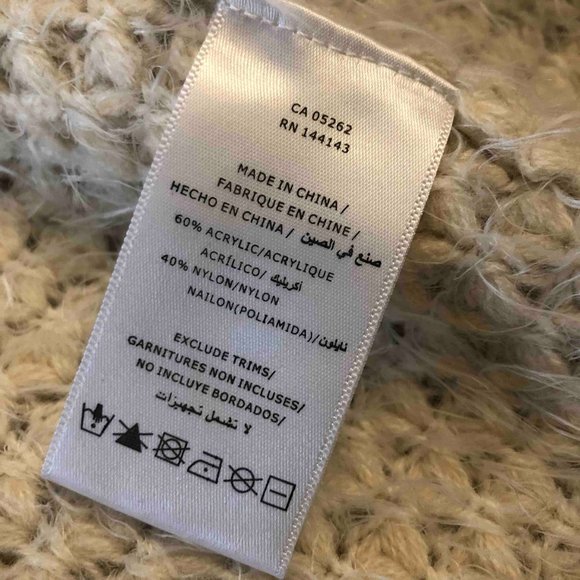 CA 05262
RN 144143
MADE IN CHINA/
FABRIQUE EN CHINE/
HECHO EN CHINA/ صنع في الصين
60% ACRYLIC/ACRYLIQUE
ACRÍLICO/ أكريليك
40% NYLON/NYLON
NAILON(POLIAMIDA)/نايلون
EXCLUDE TRIMS/
GARNITURES NON INCLUSES/
NO INCLUYE BORDADOS/
لا تشمل تجهيزات